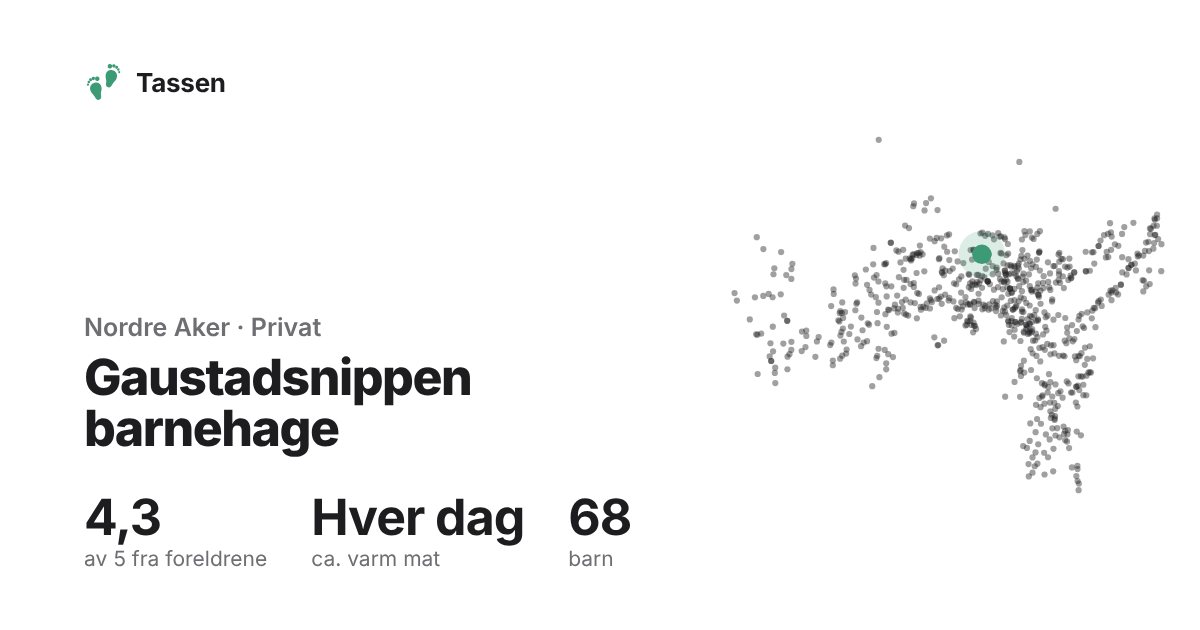 Tassen
Nordre Aker · Privat
Gaustadsnippen
barnehage
4,3
av 5 fra foreldrene
Hver dag
ca. varm mat
68
barn